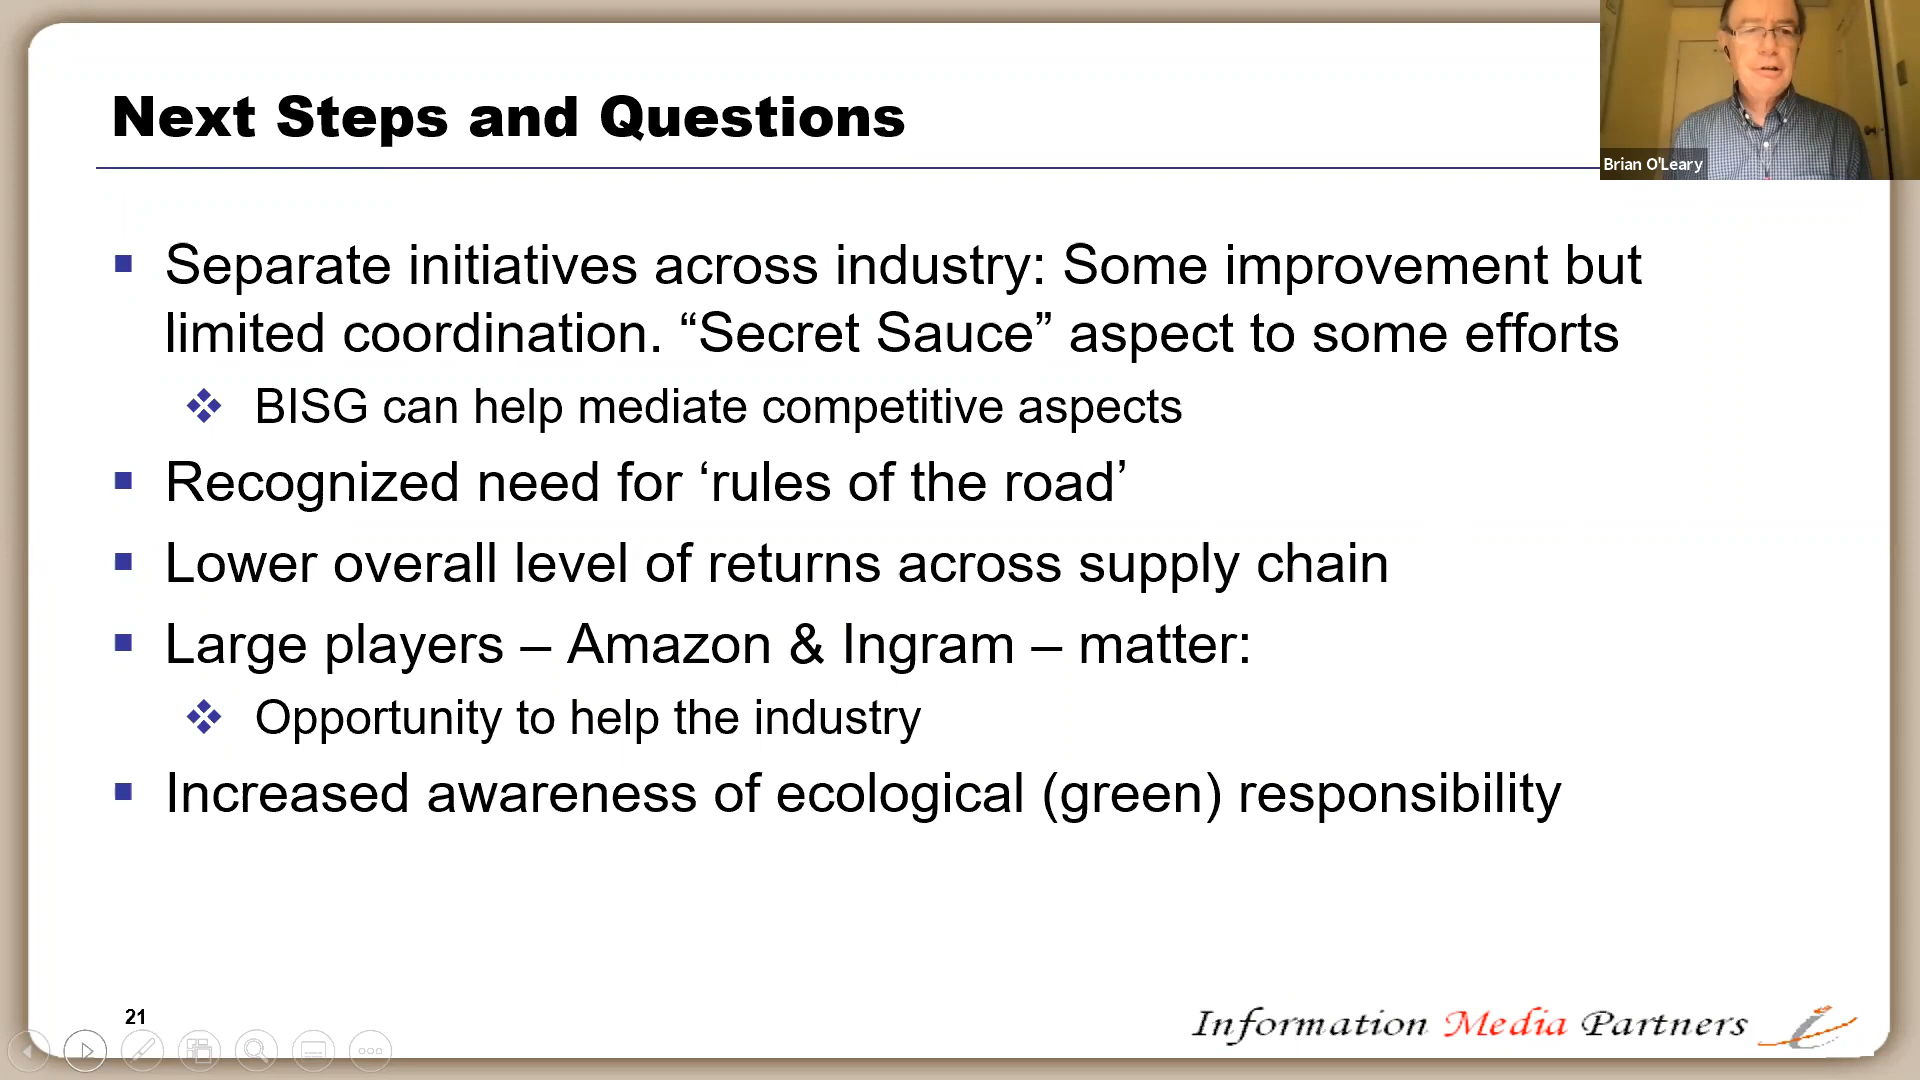 Next Steps and Questions
Brian O'Leary
Separate initiatives across industry: Some improvement but
limited coordination. “Secret Sauce” aspect to some efforts
BISG can help mediate competitive aspects
Recognized need for ‘rules of the road’
Lower overall level of returns across supply chain
Large players – Amazon & Ingram – matter:
Opportunity to help the industry
Increased awareness of ecological (green) responsibility
21
Information Media Partners